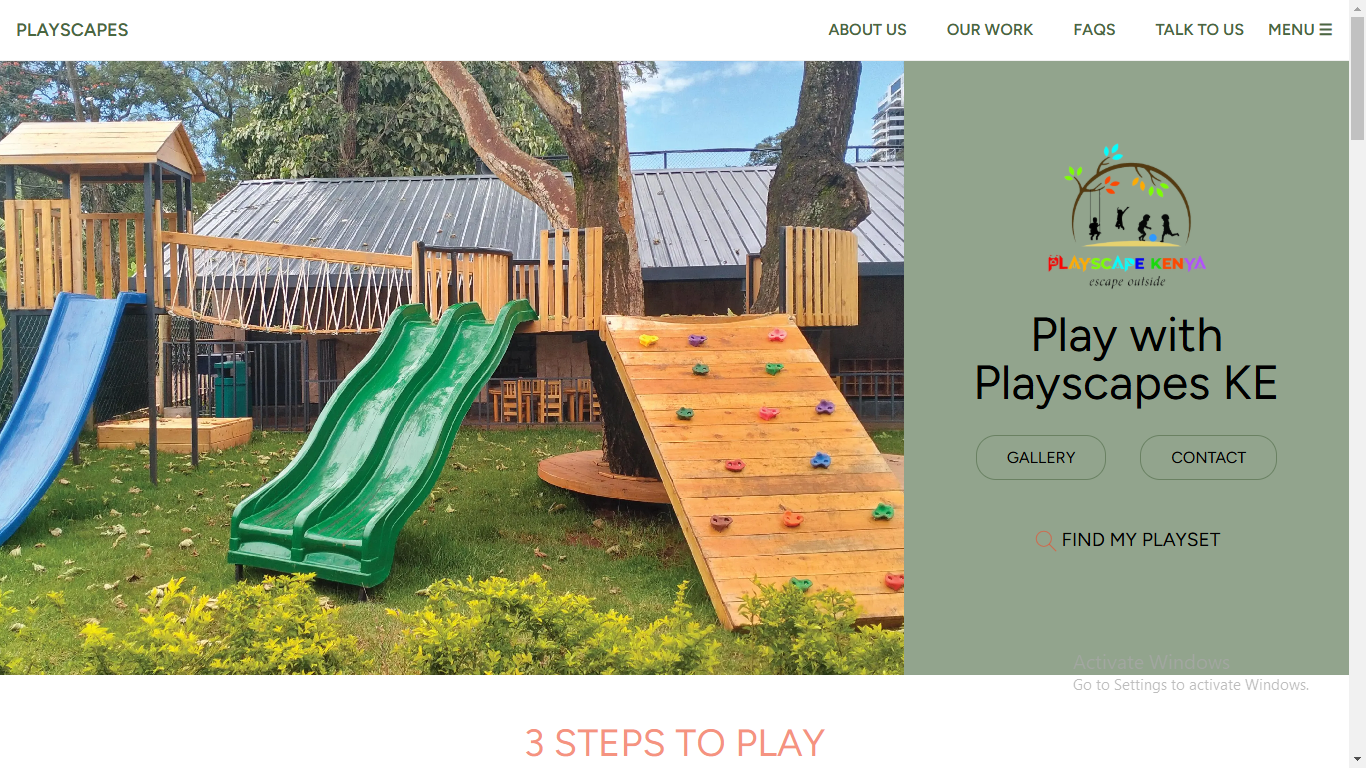 PLAYSCAPES
ABOUT US
OUR WORK
FAQS
TALK TO US
MENU ☰
PLAYSCAPE KENYA
escape outside
Play with
Playscapes KE
GALLERY
CONTACT
FIND MY PLAYSET
Activate Windows
Go to Settings to activate Windows.
3 STEPS TO PLAY